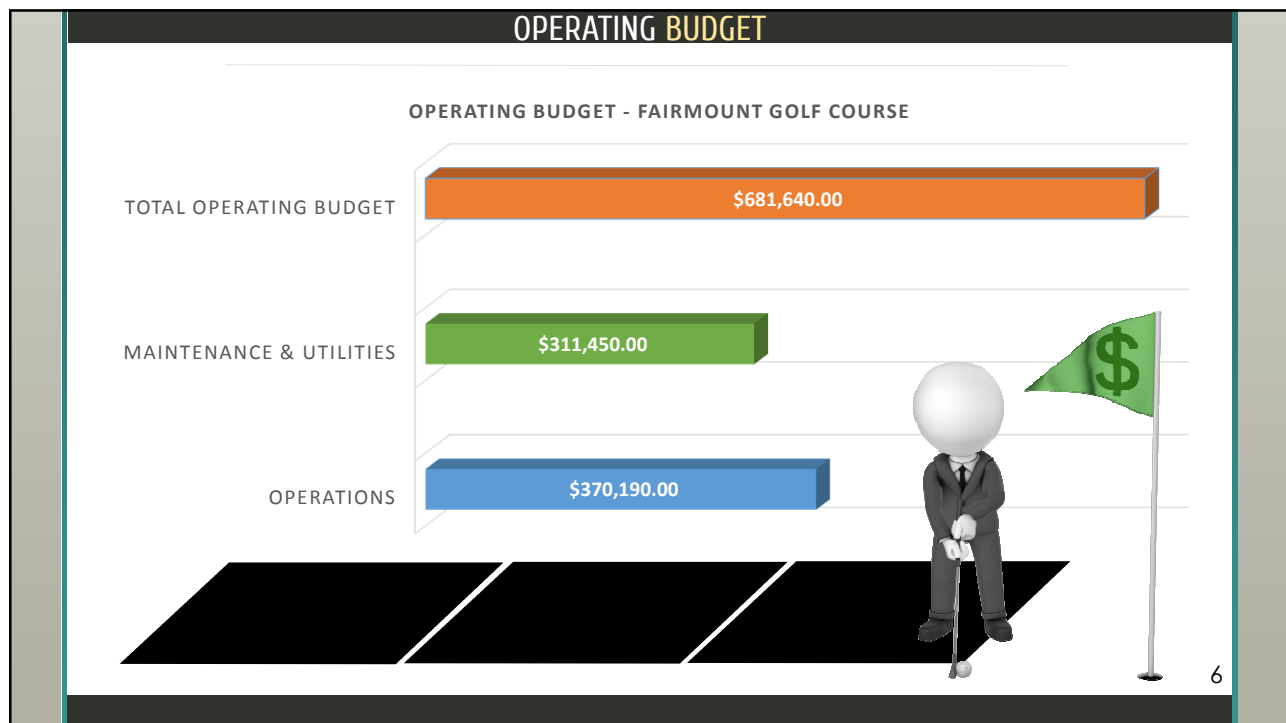 OPERATING BUDGET
OPERATING BUDGET - FAIRMOUNT GOLF COURSE
TOTAL OPERATING BUDGET
$681,640.00
MAINTENANCE & UTILITIES
$311,450.00
$
OPERATIONS
$370,190.00
6